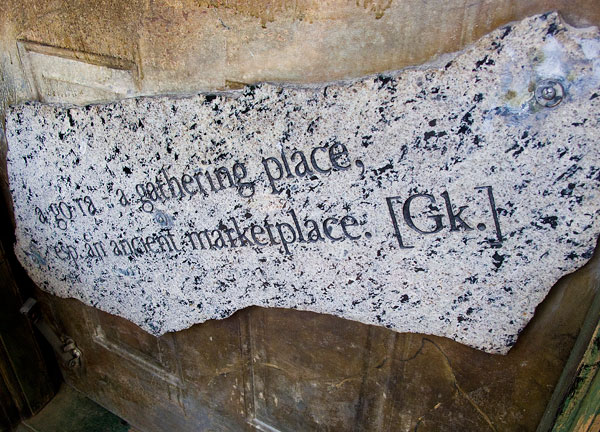 a·go·ra - a gathering place,
esp. an ancient marketplace. [Gk.]